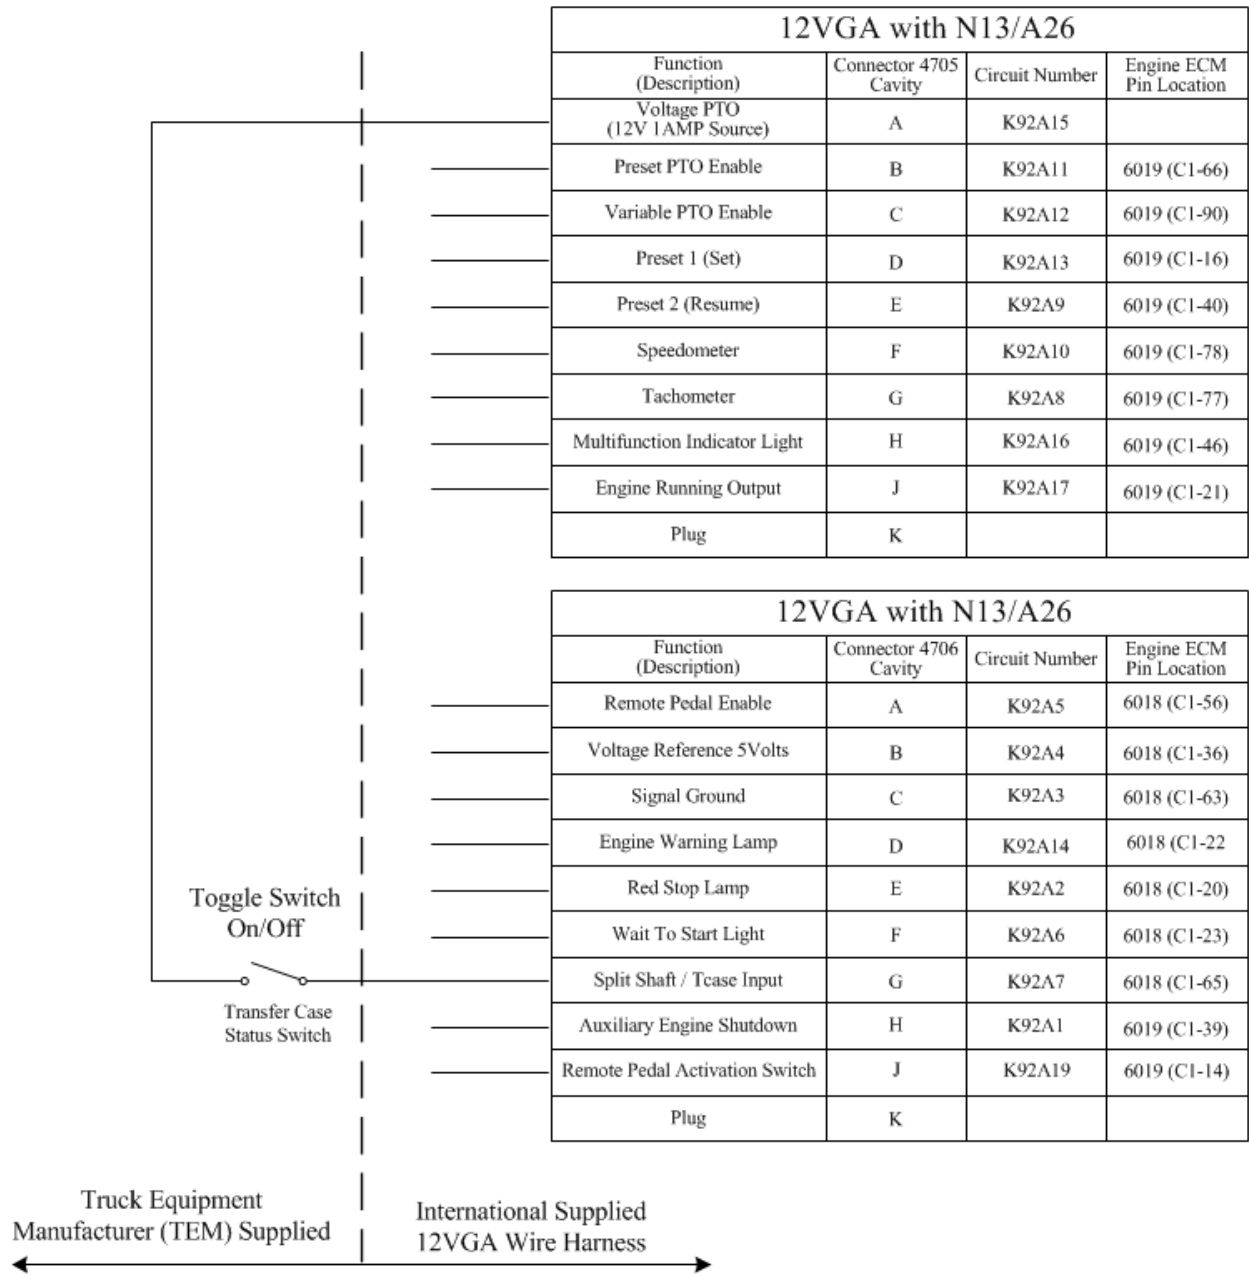 12VGA with N13/A26
Function
(Description)
Connector 4705
Cavity
Circuit Number
Engine ECM
Pin Location
Voltage PTO
(12V 1AMP Source)
A
K92A15
Preset PTO Enable
B
K92A11
6019 (C1-66)
Variable PTO Enable
C
K92A12
6019 (C1-90)
Preset 1 (Set)
D
K92A13
6019 (C1-16)
Preset 2 (Resume)
E
K92A9
6019 (C1-40)
Speedometer
F
K92A10
6019 (C1-78)
Tachometer
G
K92A8
6019 (C1-77)
Multifunction Indicator Light
H
K92A16
6019 (C1-46)
Engine Running Output
J
K92A17
6019 (C1-21)
Plug
K
12VGA with N13/A26
Function
(Description)
Connector 4706
Cavity
Circuit Number
Engine ECM
Pin Location
Remote Pedal Enable
A
K92A5
6018 (C1-56)
Voltage Reference 5Volts
B
K92A4
6018 (C1-36)
Signal Ground
C
K92A3
6018 (C1-63)
Engine Warning Lamp
D
K92A14
6018 (C1-22
Red Stop Lamp
E
K92A2
6018 (C1-20)
Wait To Start Light
F
K92A6
6018 (C1-23)
Split Shaft / Tcase Input
G
K92A7
6018 (C1-65)
Auxiliary Engine Shutdown
H
K92A1
6019 (C1-39)
Remote Pedal Activation Switch
J
K92A19
6019 (C1-14)
Plug
K
Toggle Switch
On/Off
Transfer Case
Status Switch
Truck Equipment
Manufacturer (TEM) Supplied
International Supplied
12VGA Wire Harness